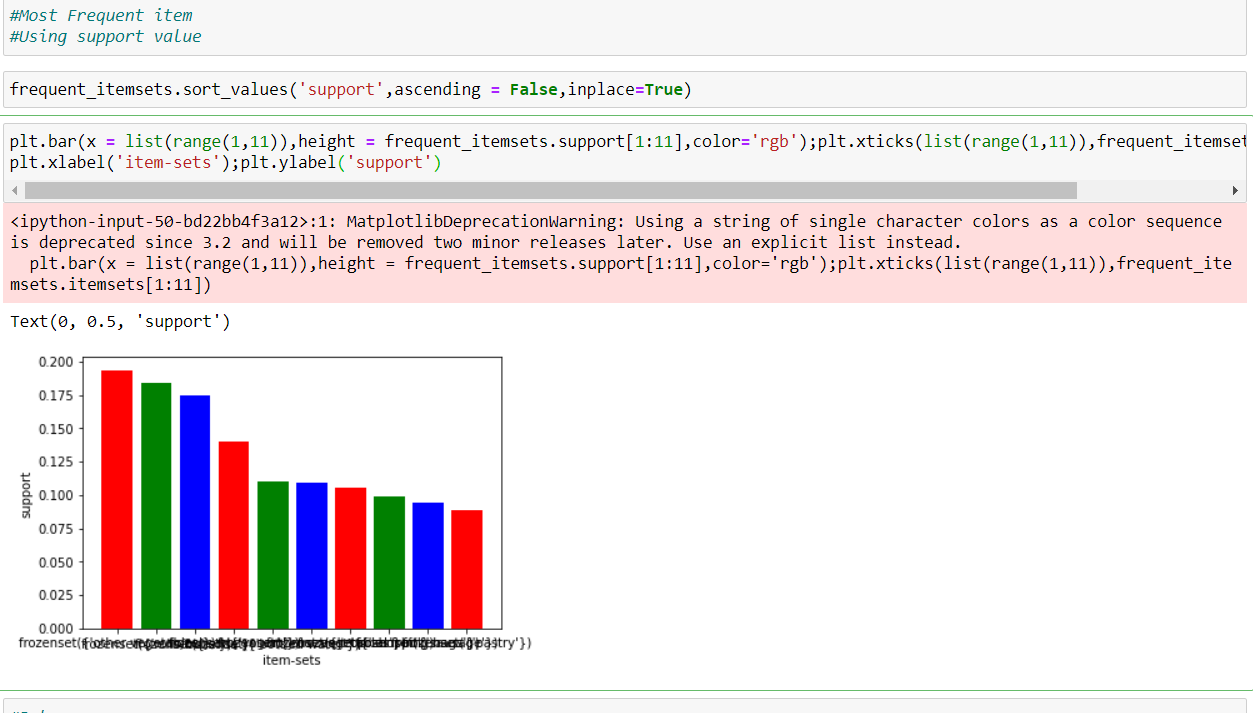 #Most Frequent item
#Using support value
frequent_itemsets.sort_values('support',ascending = False,inplace=True)
plt.bar(x = list(range(1,11)),height = frequent_itemsets.support[1:11],color='rgb');plt.xticks(list(range(1,11)),frequent_itemset
plt.xlabel('item-sets');plt.ylabel('support')
<ipython-input-50-bd22bb4f3a12>:1: MatplotlibDeprecationWarning: Using a string of single character colors as a color sequence
is deprecated since 3.2 and will be removed two minor releases later. Use an explicit list instead.
plt.bar(x = list(range(1,11)),height = frequent_itemsets.support[1:11],color='rgb');plt.xticks(list(range(1,11)),frequent_ite
msets.itemsets[1:11])
Text(0, 0.5, 'support')
0.200
0.175
0.150
0.125
0.100
0.075
0.050
0.025
0.000
support
item-sets